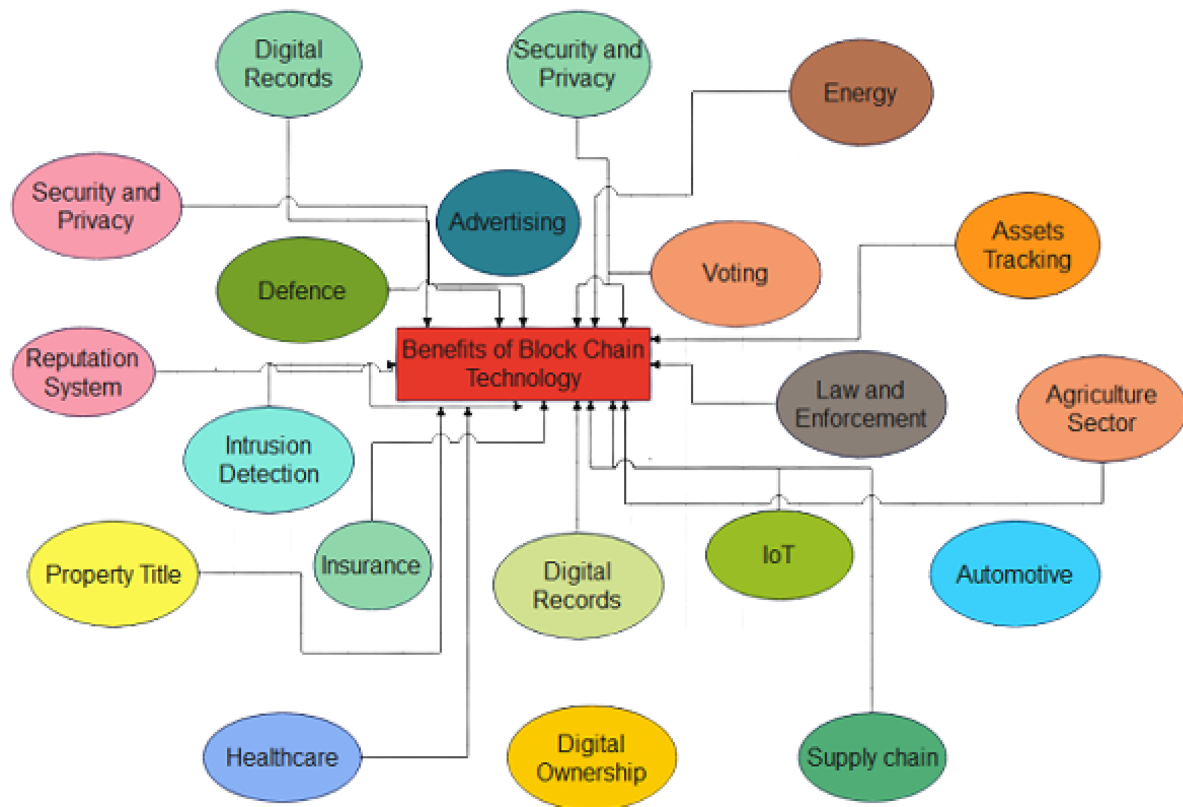 Digital
Records
Security and
Privacy
Energy
Security and
Privacy
Advertising
Assets
Tracking
Voting
Defence
Benefits of Block Chain
Technology
Reputation
System
Law and
Enforcement
Agriculture
Sector
Intrusion
Detection
Property Title
Insurance
Digital
Records
IoT
Automotive
Healthcare
Digital
Ownership
Supply chain